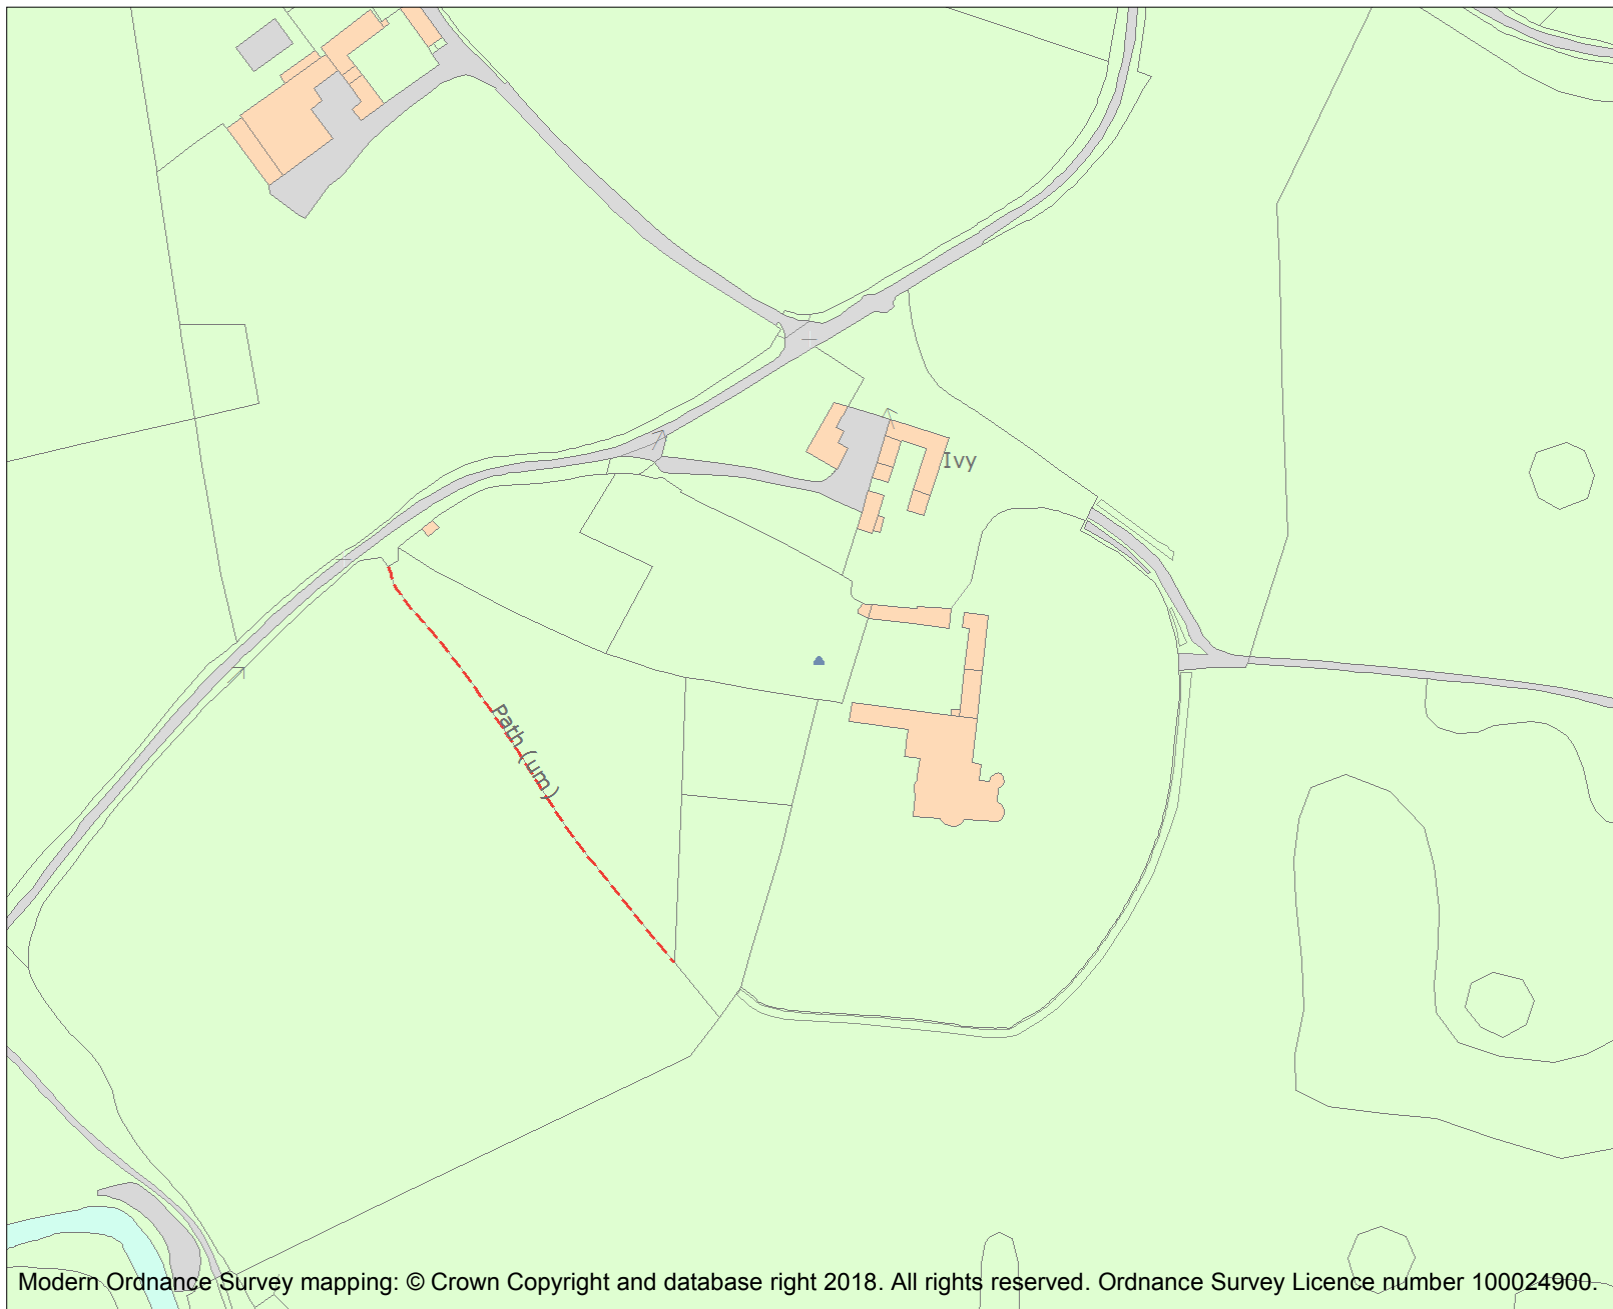 Ivy
Path (um)
Modern Ordnance Survey mapping: © Crown Copyright and database right 2018. All rights reserved. Ordnance Survey Licence number 100024900.